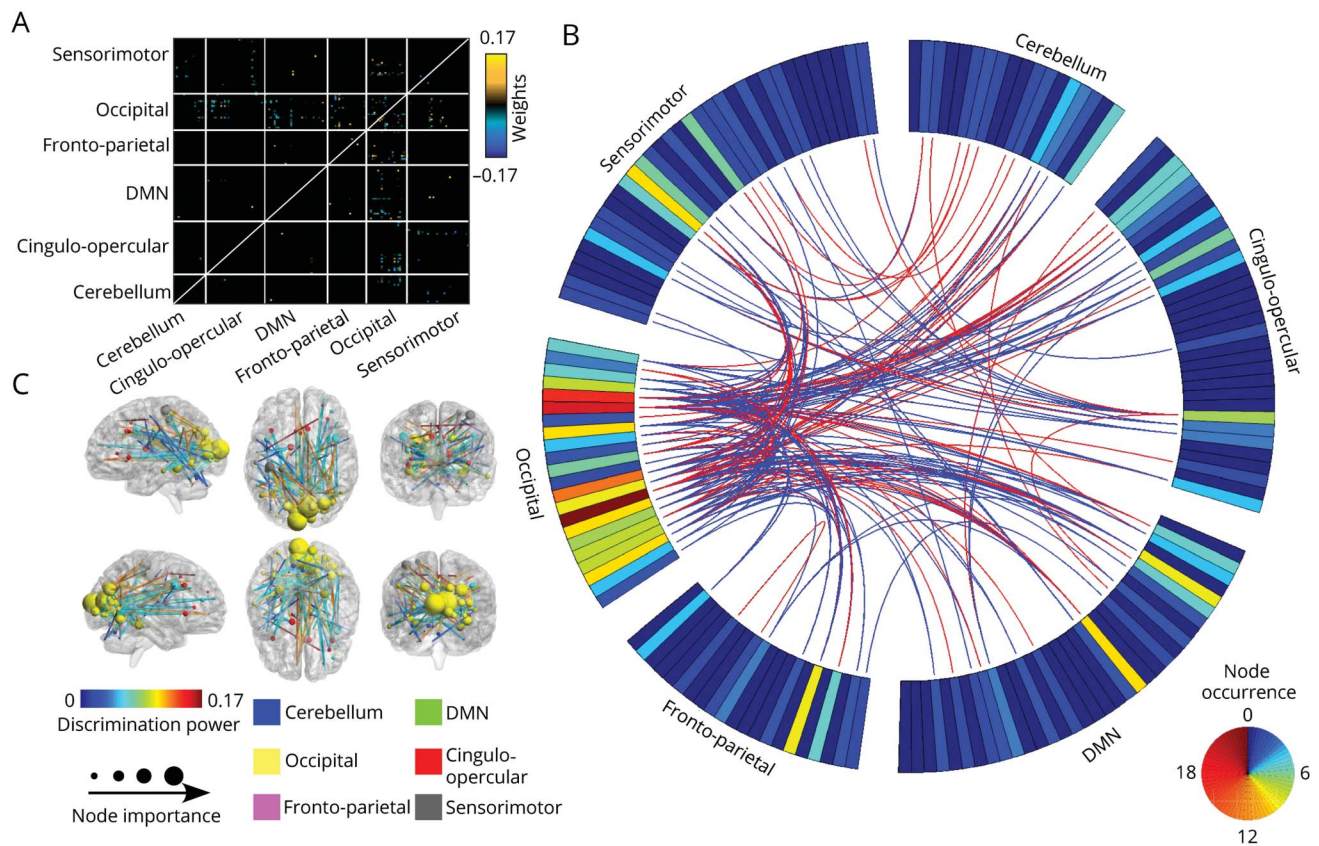 A
Sensorimotor
Occipital
Fronto-parietal
DMN
Cingulo-opercular
Cerebellum
Cerebellum
Cingulo-opercular
DMN
Fronto-parietal
Occipital
Sensorimotor
0.17
Weights
−0.17
B
Cerebellum
Sensorimotor
Cingulo-opercular
Occipital
Fronto-parietal
DMN
Node
occurrence
0
18
6
12
C
0
0.17
Discrimination power
Node importance
Cerebellum
DMN
Occipital
Cingulo-
opercular
Fronto-parietal
Sensorimotor